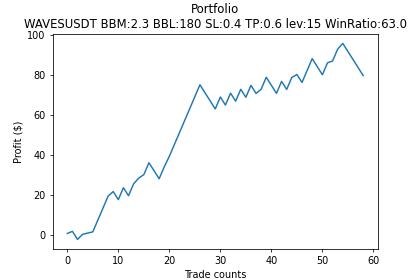 Portfolio
WAVESUSDT BBM:2.3 BBL:180 SL:0.4 TP:0.6 lev:15 WinRatio:63.0
100
80
60
40
20
0
Profit ($)
0 10 20 30 40 50 60
Trade counts